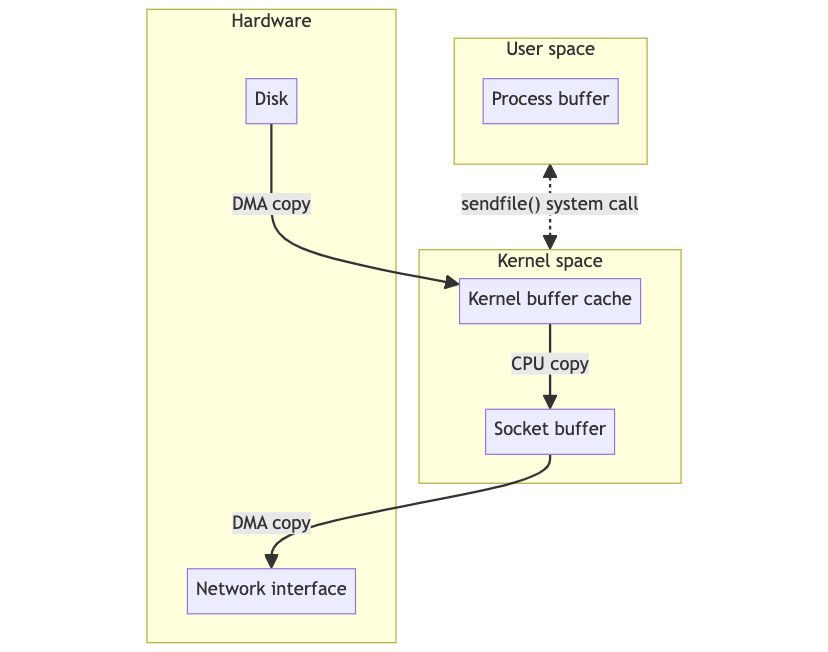 Hardware
User space
Disk
Process buffer
DMA copy
sendfile() system call
Kernel space
Kernel buffer cache
CPU copy
Socket buffer
DMA copy
Network interface